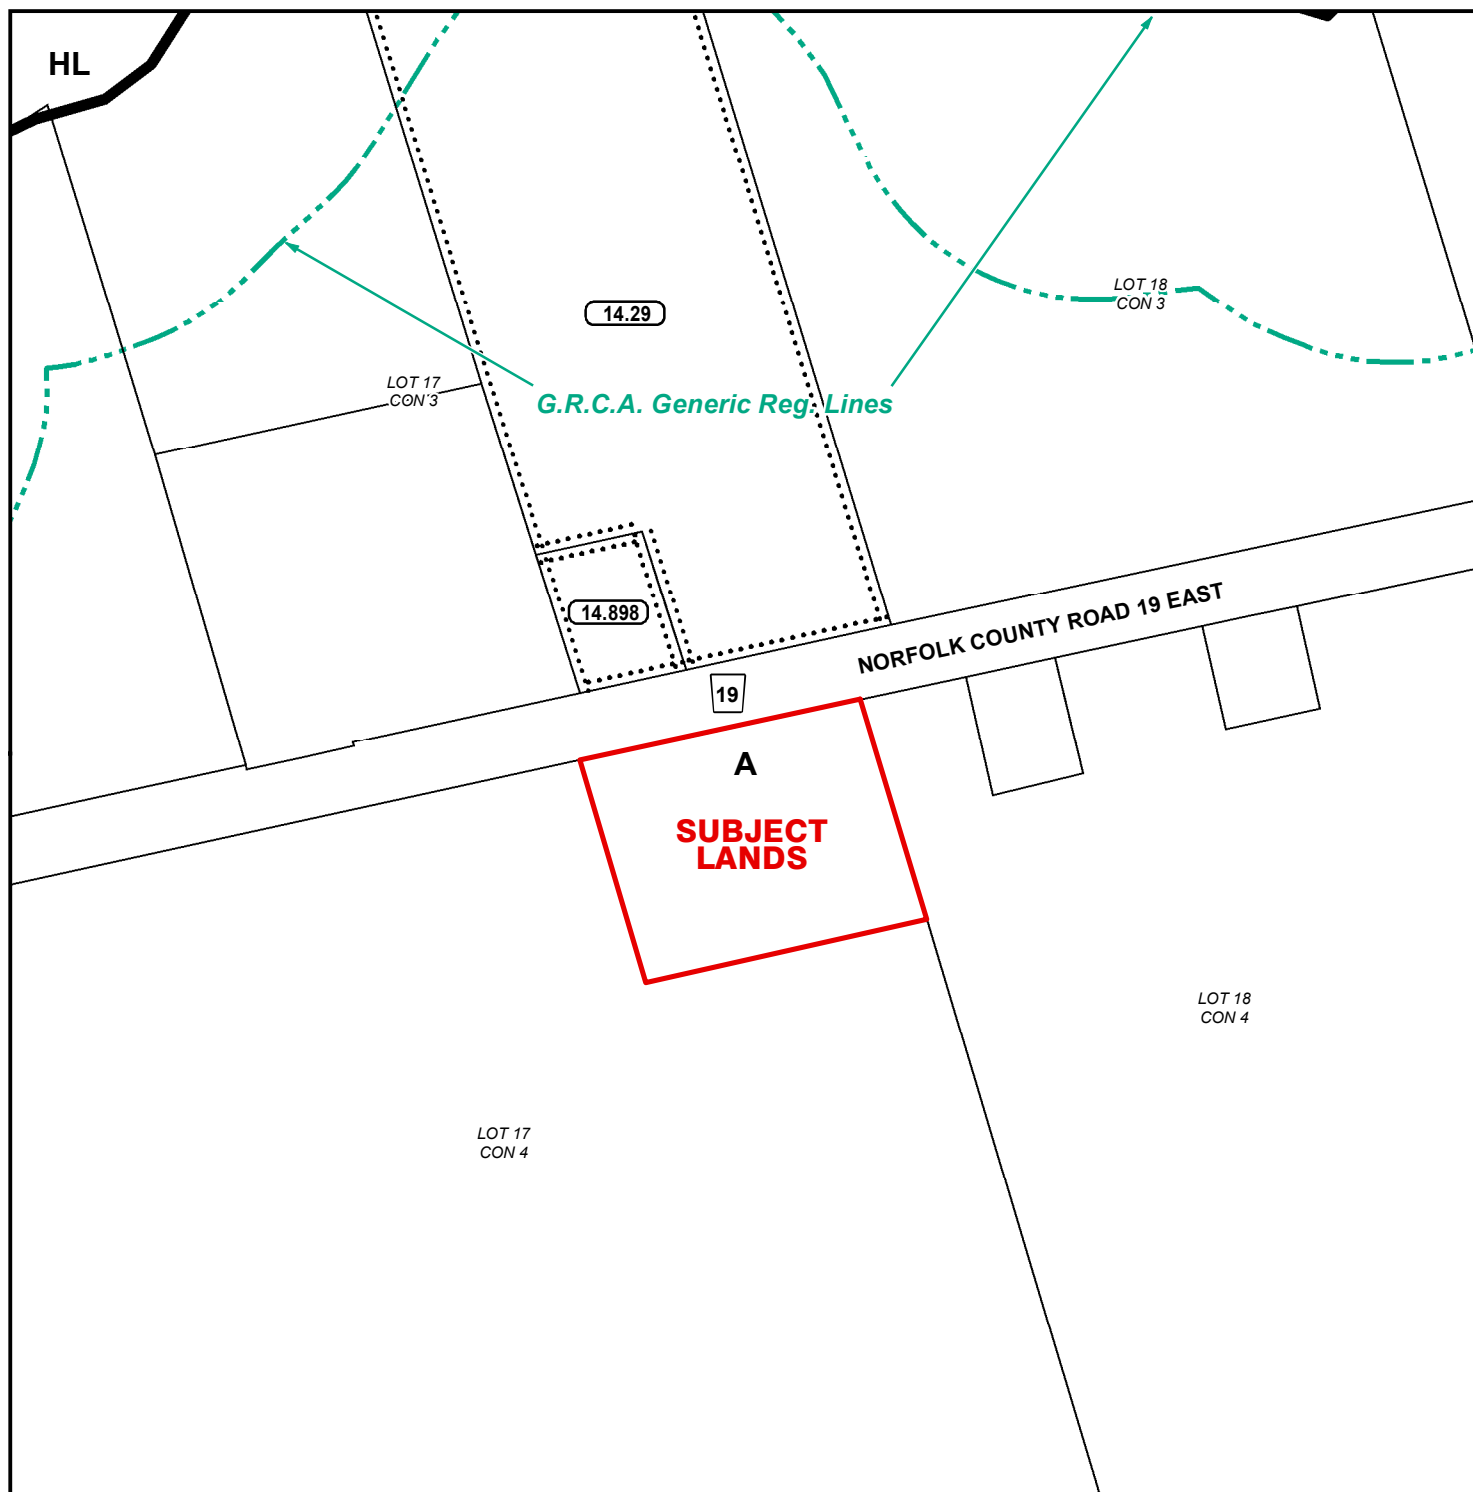 HL
LOT 18
CON 3
14.29
LOT 17
CON 3
G.R.C.A. Generic Reg. Lines
14.898
NORFOLK COUNTY ROAD 19 EAST
19
A
SUBJECT
LANDS
LOT 18
CON 4
LOT 17
CON 4